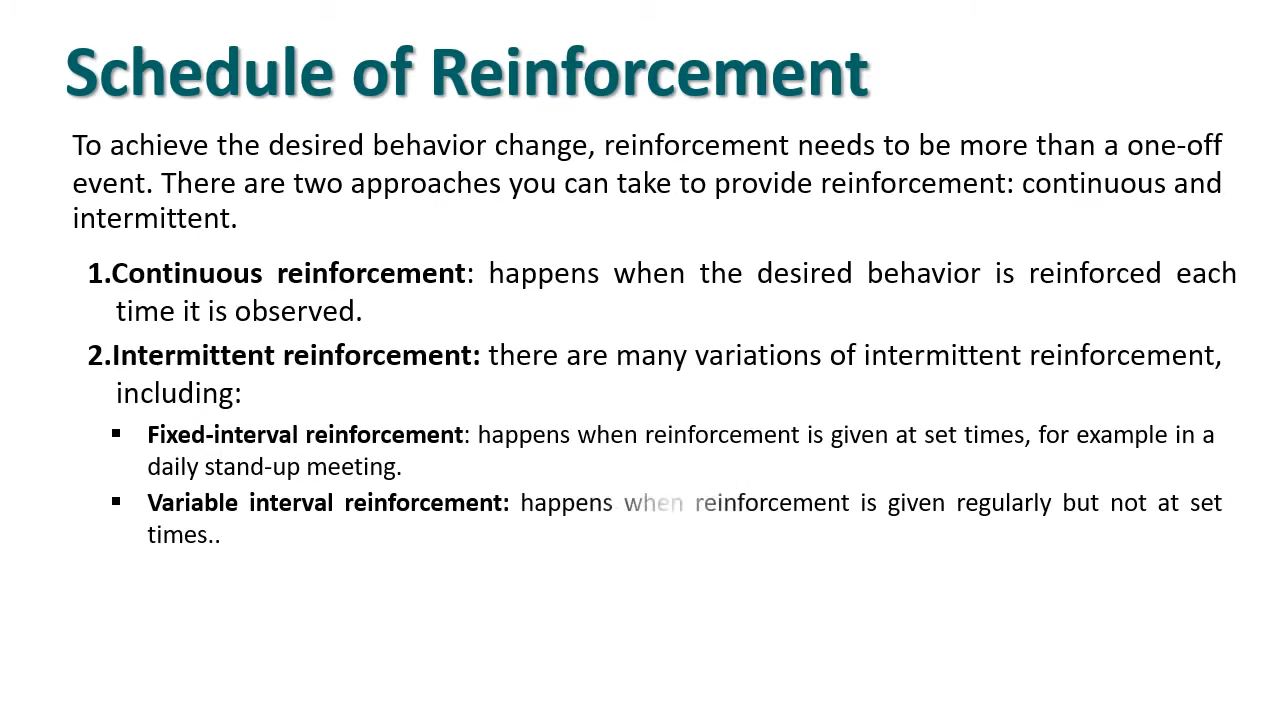 Schedule of Reinforcement
To achieve the desired behavior change, reinforcement needs to be more than a one-off
event. There are two approaches you can take to provide reinforcement: continuous and
intermittent.
1.Continuous reinforcement: happens when the desired behavior is reinforced each
time it is observed.
2.Intermittent reinforcement: there are many variations of intermittent reinforcement,
including:
▪ Fixed-interval reinforcement: happens when reinforcement is given at set times, for example in a
daily stand-up meeting.
▪ Variable interval reinforcement: happens when reinforcement is given regularly but not at set
times..